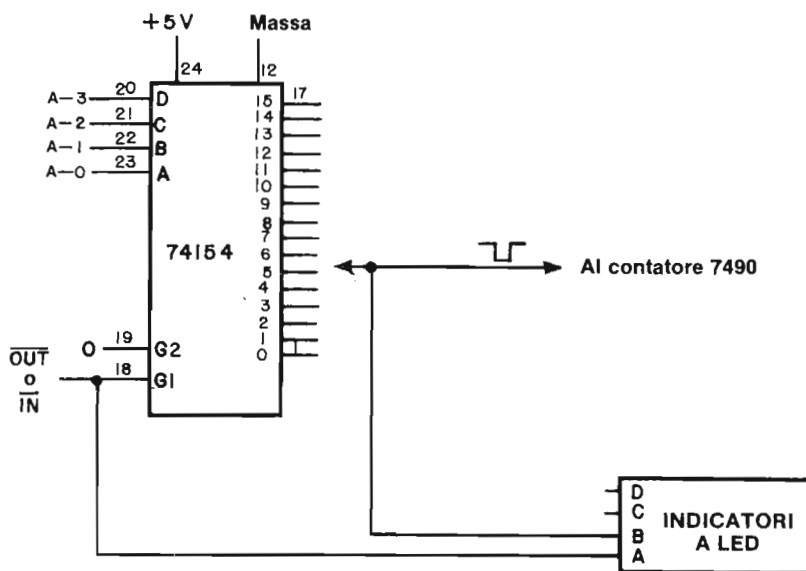 +5V Massa
24 12
A-3 20 D
A-2 21 C
A-1 22 B
A-0 23 A
15 17
14
13
12
11
10
9
8
7
6
5
4
3
2
1
0
74154
Al contatore 7490
0 19 G2
OUT
o
IN
18 G1
D
C
B
A
INDICATORI
A LED